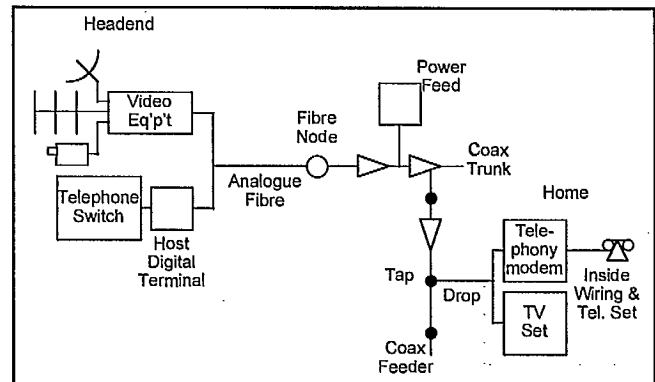 Headend
Video
Eq'p't
Telephone
Switch
Host
Digital
Terminal
Analogue
Fibre
Fibre
Node
Power
Feed
Coax
Trunk
Home
Tele-
phony
modem
Inside
Wiring &
Tel. Set
Tap
Drop
TV
Set
Coax
Feeder